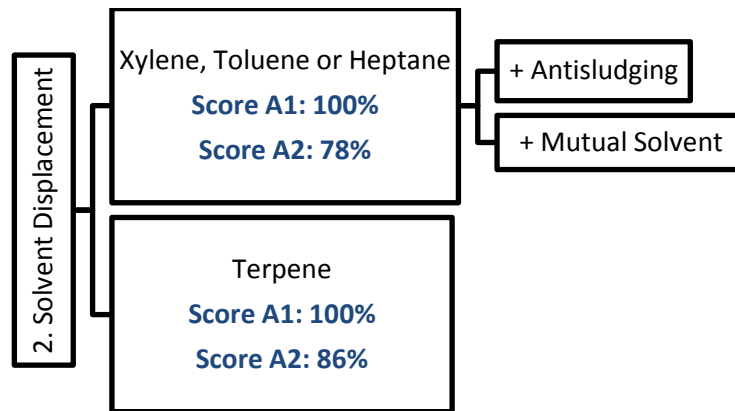 2. Solvent Displacement
Xylene, Toluene or Heptane
Score A1: 100%
Score A2: 78%
+ Antisludging
+ Mutual Solvent
Terpene
Score A1: 100%
Score A2: 86%